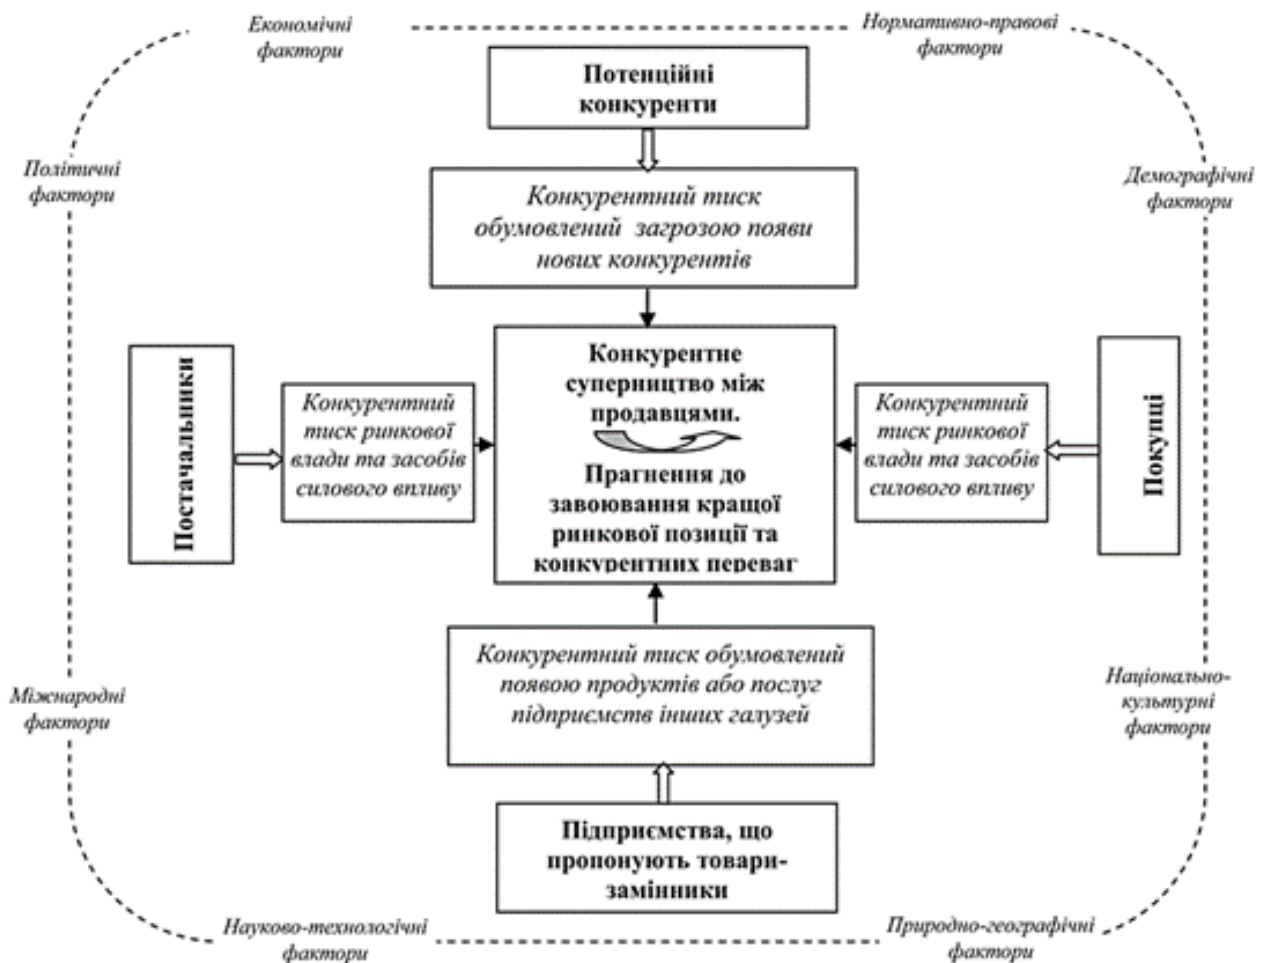 Економічні
фактори
Нормативно-правові
фактори
Потенційні
конкуренти
Політичні
фактори
Демографічні
фактори
Конкурентний тиск
обумовлений загрозою появи
нових конкурентів
Постачальники
Конкурентний
тиск ринкової
влади та засобів
силового впливу
Конкурентне
суперництво між
продавцями.
Прагнення до
завоювання кращої
ринкової позиції та
конкурентних переваг
Конкурентний
тиск ринкової
влади та засобів
силового впливу
Покупці
Конкурентний тиск обумовлений
появою продуктів або послуг
підприємств інших галузей
Міжнародні
фактори
Національно-
культурні
фактори
Підприємства, що
пропонують товари-
замінники
Науково-технологічні
фактори
Природно-географічні
фактори